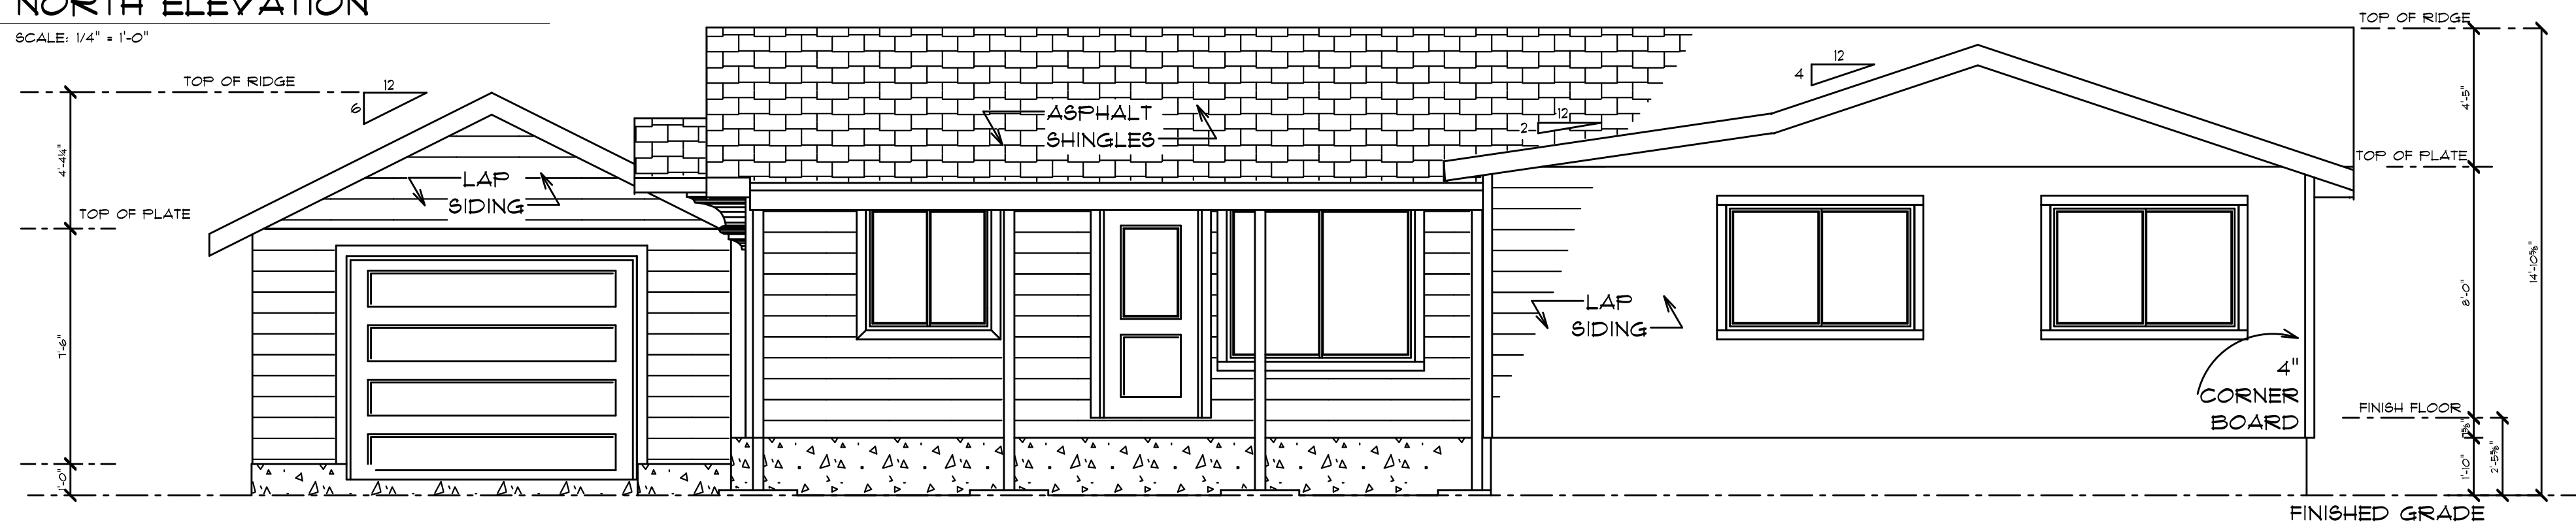 NORTH ELEVATION
SCALE: 1/4" = 1'-0"
TOP OF RIDGE
12
6
TOP OF PLATE
4'-4¼"
7'-6"
1'-0"
LAP
SIDING
ASPHALT
SHINGLES
12
2
12
4
LAP
SIDING
4"
CORNER
BOARD
TOP OF RIDGE
TOP OF PLATE
FINISH FLOOR
4'-5"
8'-0"
1'-10"
2'-5⅝"
14'-10⅝"
FINISHED GRADE